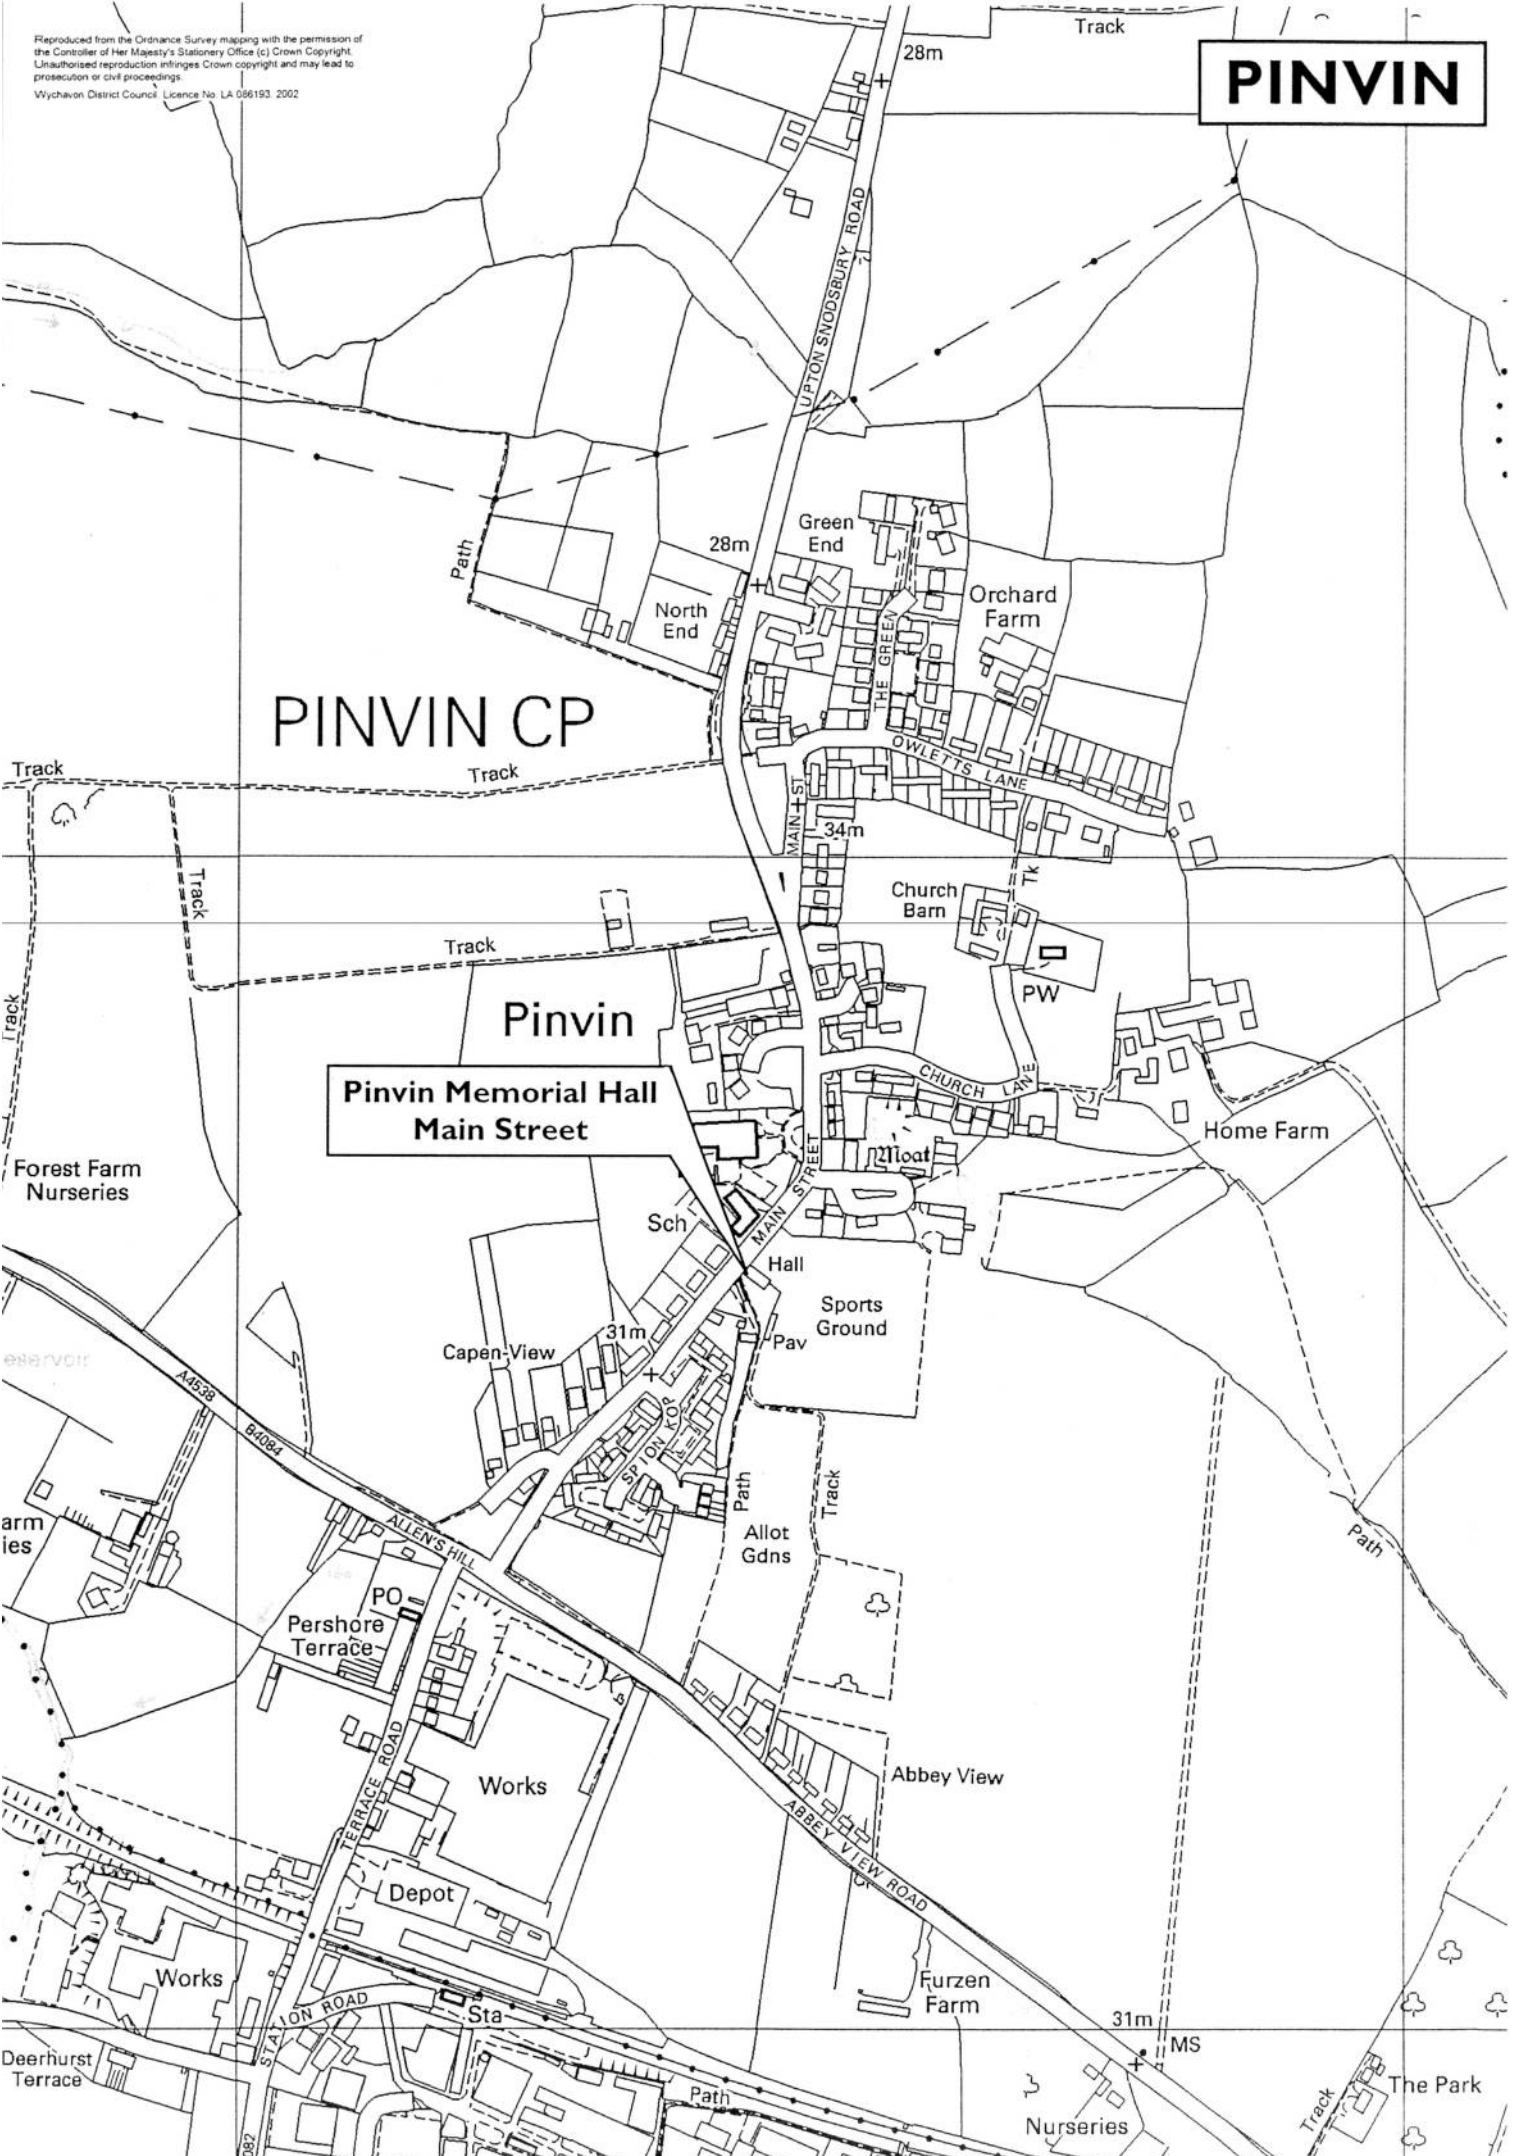 Reproduced from the Ordnance Survey mapping with the permission of
the Controller of Her Majesty's Stationery Office (c) Crown Copyright.
Unauthorised reproduction infringes Crown copyright and may lead to
prosecution or civil proceedings.
Wychavon District Council. Licence No. LA 086193. 2002
Track
28m
PINVIN
UPTON SNODSBURY ROAD
Green
End
28m
Path
North
End
Orchard
Farm
THE GREEN
PINVIN CP
Track
Track
OWLETTS LANE
MAIN ST
34m
Track
Church
Barn
Tk
Track
Track
PW
Pinvin
CHURCH LANE
Pinvin Memorial Hall
Main Street
Home Farm
Moat
Forest Farm
Nurseries
MAIN STREET
Sch
Hall
Sports
Ground
31m
Pav
Capen View
eservoir
A4538
B4084
SPION KOP
Path
Track
arm
ies
ALLEN'S HILL
Allot
Gdns
Path
PO
Pershore
Terrace
TERRACE ROAD
Works
Abbey View
ABBEY VIEW ROAD
Depot
Works
Furzen
Farm
STATION ROAD
Sta
31m
MS
Deerhurst
Terrace
Path
The Park
Track
Nurseries
082